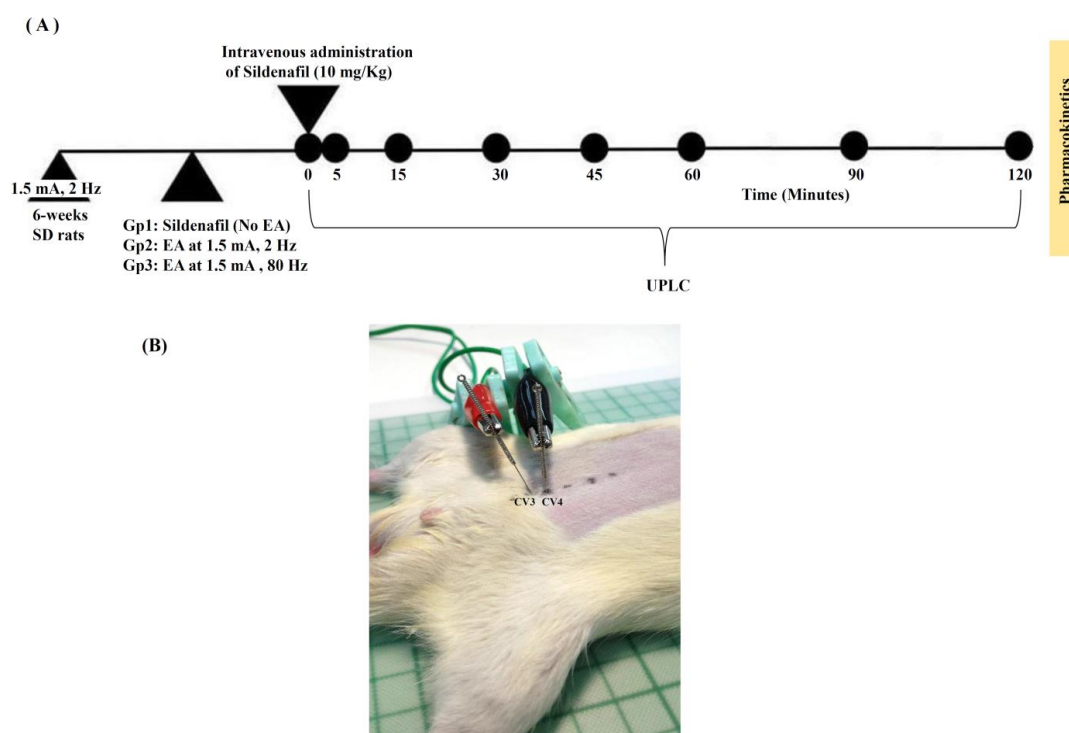 ( A )
Intravenous administration
of Sildenafil (10 mg/Kg)
1.5 mA, 2 Hz
6-weeks
SD rats
0 5 15 30 45 60 90 120
Time (Minutes)
Gp1: Sildenafil (No EA)
Gp2: EA at 1.5 mA, 2 Hz
Gp3: EA at 1.5 mA , 80 Hz
UPLC
Pharmacokinetics
(B)
CV3 CV4